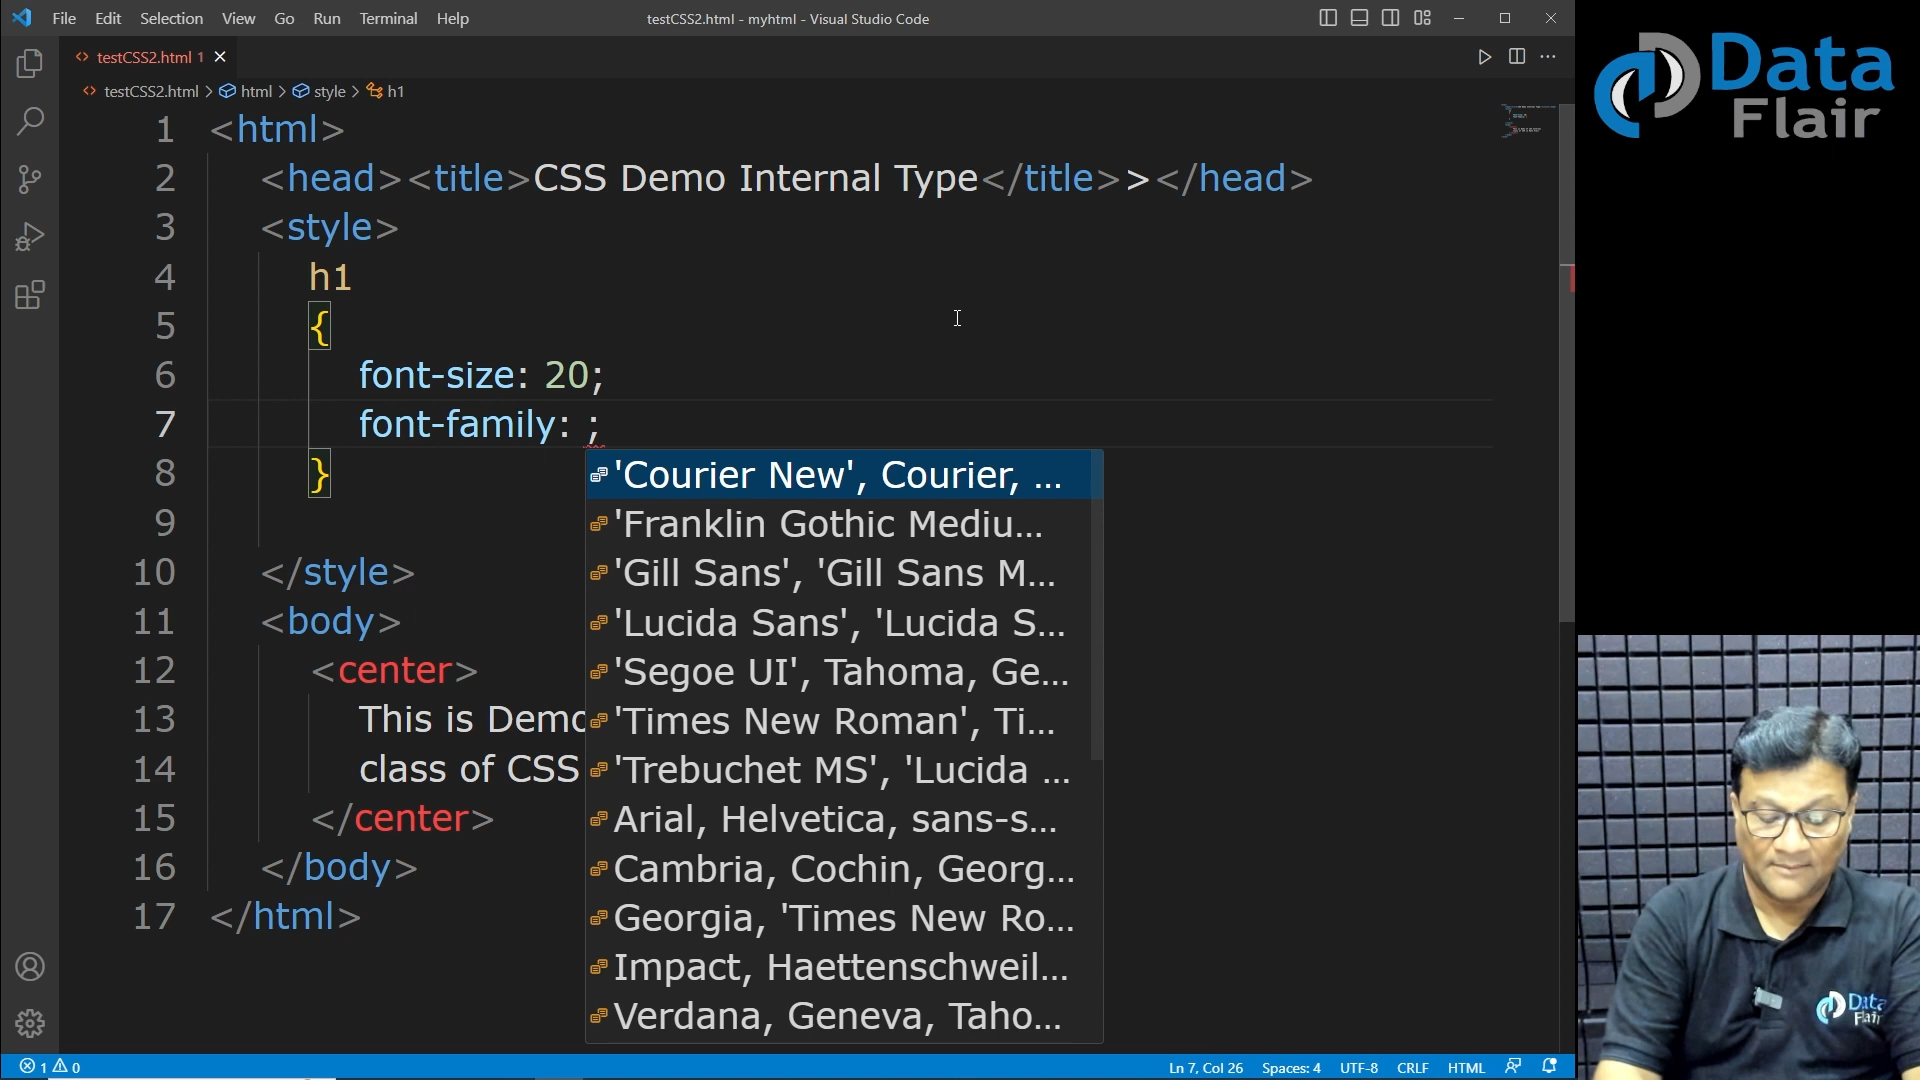 File Edit Selection View Go Run Terminal Help
testCSS2.html - myhtml - Visual Studio Code
testCSS2.html 1
testCSS2.html > html > style > h1
1 <html>
2 <head><title>CSS Demo Internal Type</title>></head>
3 <style>
4 h1
5 {
6 font-size: 20;
7 font-family: ;
8 }
9
10 </style>
11 <body>
12 <center>
13 This is Demo
14 class of CSS
15 </center>
16 </body>
17 </html>
'Courier New', Courier, ...
'Franklin Gothic Mediu...
'Gill Sans', 'Gill Sans M...
'Lucida Sans', 'Lucida S...
'Segoe UI', Tahoma, Ge...
'Times New Roman', Ti...
'Trebuchet MS', 'Lucida ...
Arial, Helvetica, sans-s...
Cambria, Cochin, Georg...
Georgia, 'Times New Ro...
Impact, Haettenschweil...
Verdana, Geneva, Taho...
1 0
Ln 7, Col 26 Spaces: 4 UTF-8 CRLF HTML
Data
Flair
Data
Flair